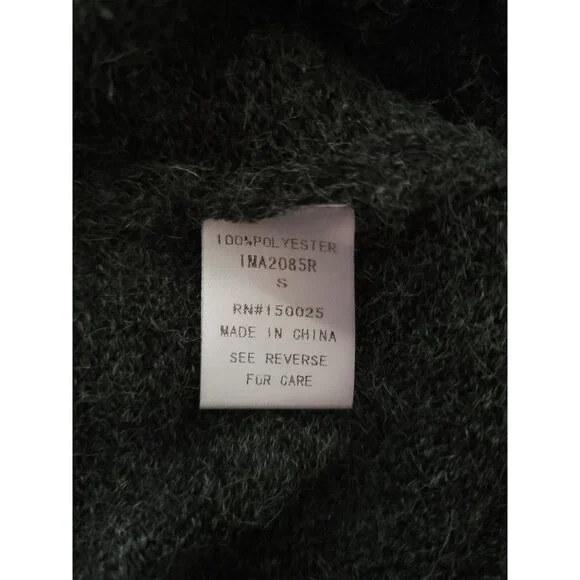 100%POLYESTER
IMA2085R
S
RN#150025
MADE IN CHINA
SEE REVERSE
FOR CARE